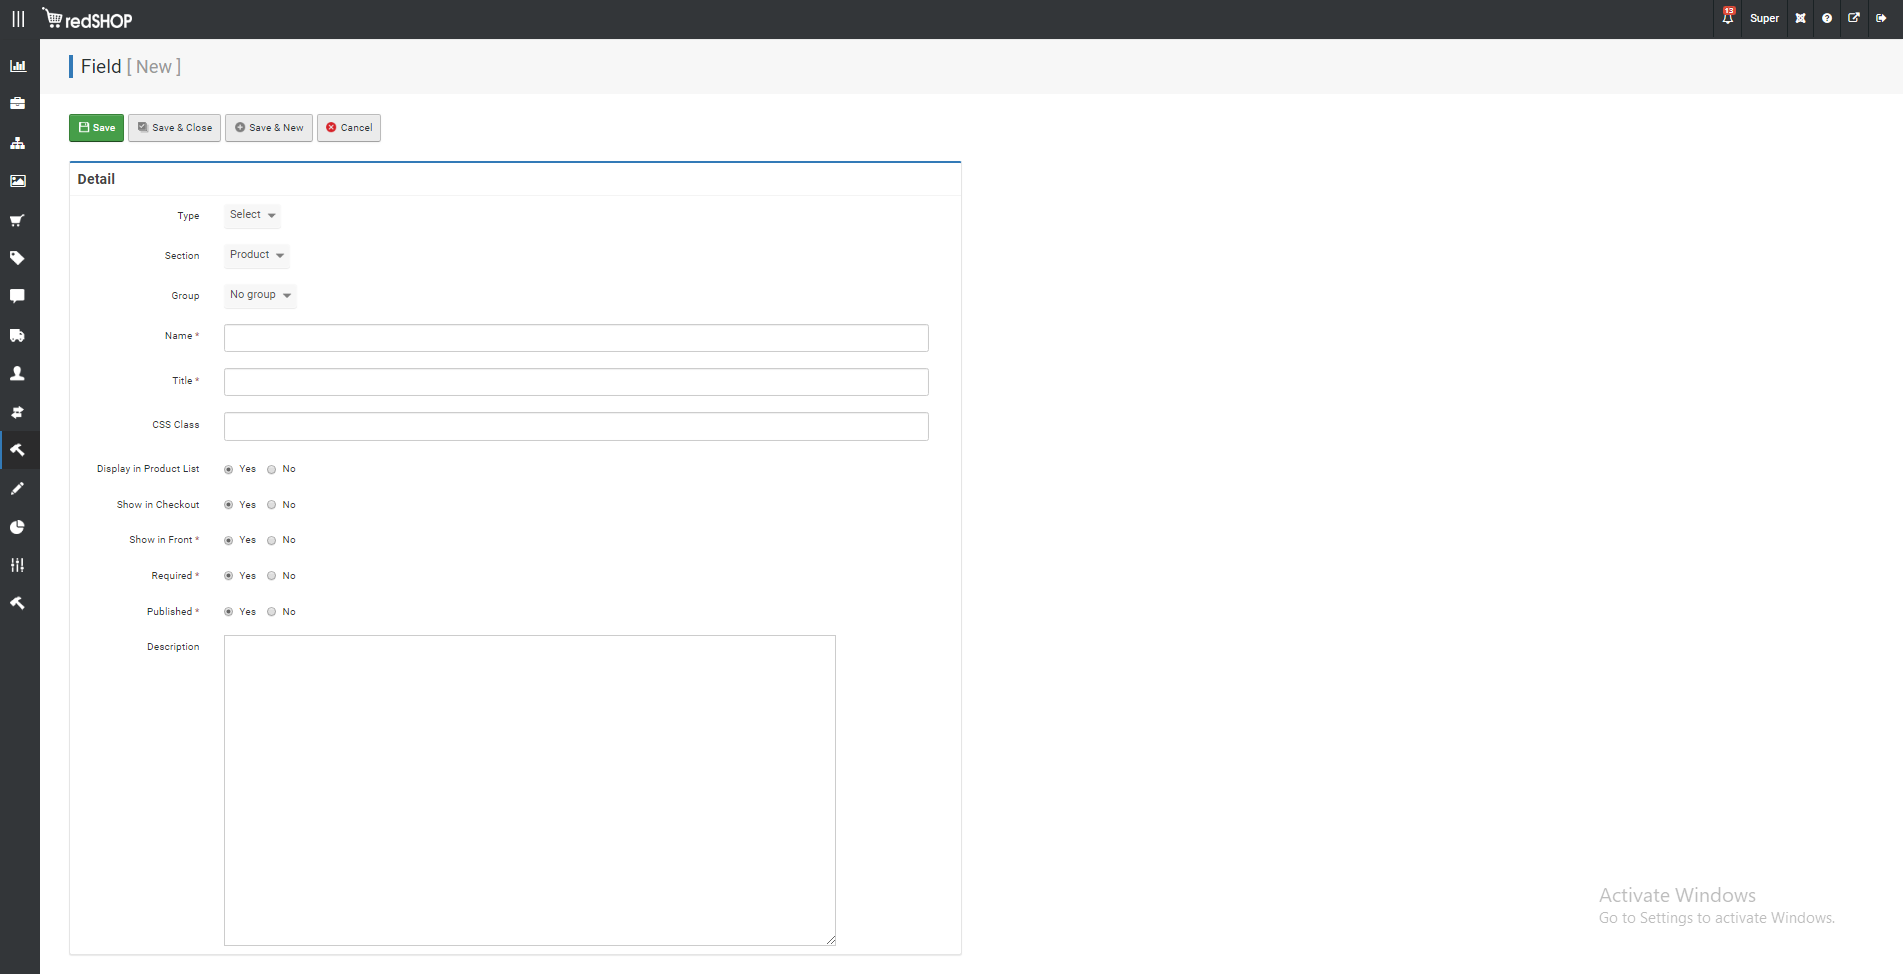 redSHOP
13
Super
Field [ New ]
Save
Save & Close
Save & New
Cancel
Detail
Type
Select
Section
Product
Group
No group
Name *
Title *
CSS Class
Display in Product List
Yes
No
Show in Checkout
Yes
No
Show in Front *
Yes
No
Required *
Yes
No
Published *
Yes
No
Description
Activate Windows
Go to Settings to activate Windows.